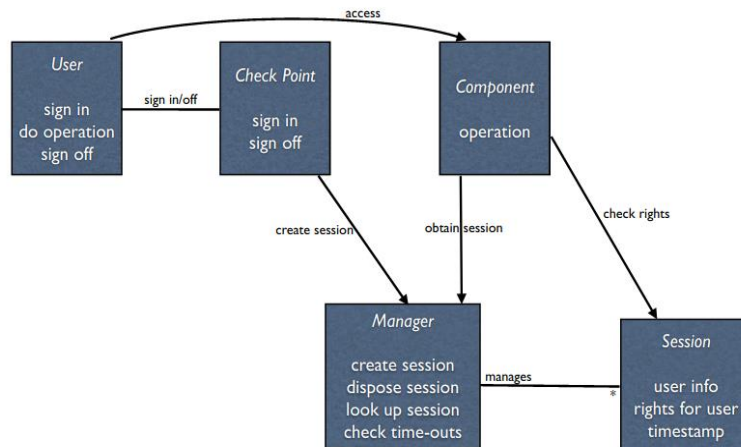 access
User
sign in
do operation
sign off
sign in/off
Check Point
sign in
sign off
Component
operation
create session
obtain session
check rights
Manager
create session
dispose session
look up session
check time-outs
manages
*
Session
user info
rights for user
timestamp